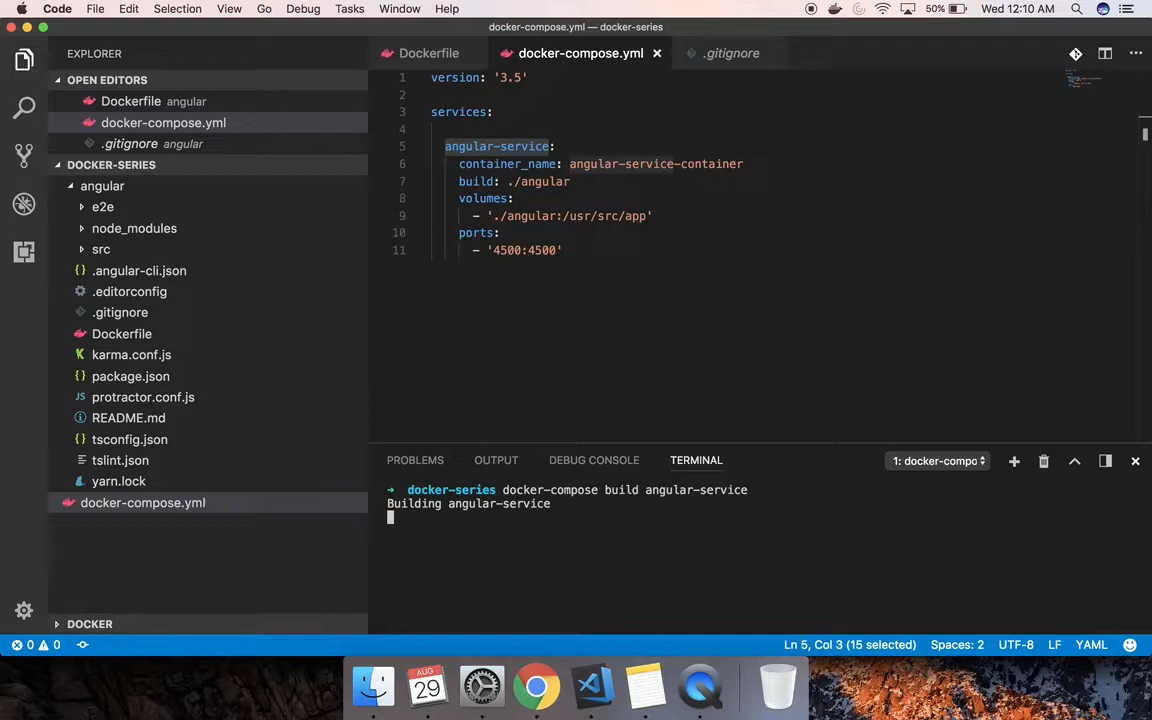 Code File Edit Selection View Go Debug Tasks Window Help 50% Wed 12:10 AM
docker-compose.yml — docker-series
EXPLORER
OPEN EDITORS
Dockerfile angular
docker-compose.yml
.gitignore angular
DOCKER-SERIES
angular
e2e
node_modules
src
{} .angular-cli.json
.editorconfig
.gitignore
Dockerfile
K karma.conf.js
{} package.json
JS protractor.conf.js
README.md
{} tsconfig.json
tslint.json
yarn.lock
docker-compose.yml
DOCKER
Dockerfile docker-compose.yml .gitignore
1 version: '3.5'
2
3 services:
4
5 angular-service:
6 container_name: angular-service-container
7 build: ./angular
8 volumes:
9 - './angular:/usr/src/app'
10 ports:
11 - '4500:4500'
PROBLEMS OUTPUT DEBUG CONSOLE TERMINAL 1: docker-compo
→ docker-series docker-compose build angular-service
Building angular-service
0 0 Ln 5, Col 3 (15 selected) Spaces: 2 UTF-8 LF YAML
AUG
29